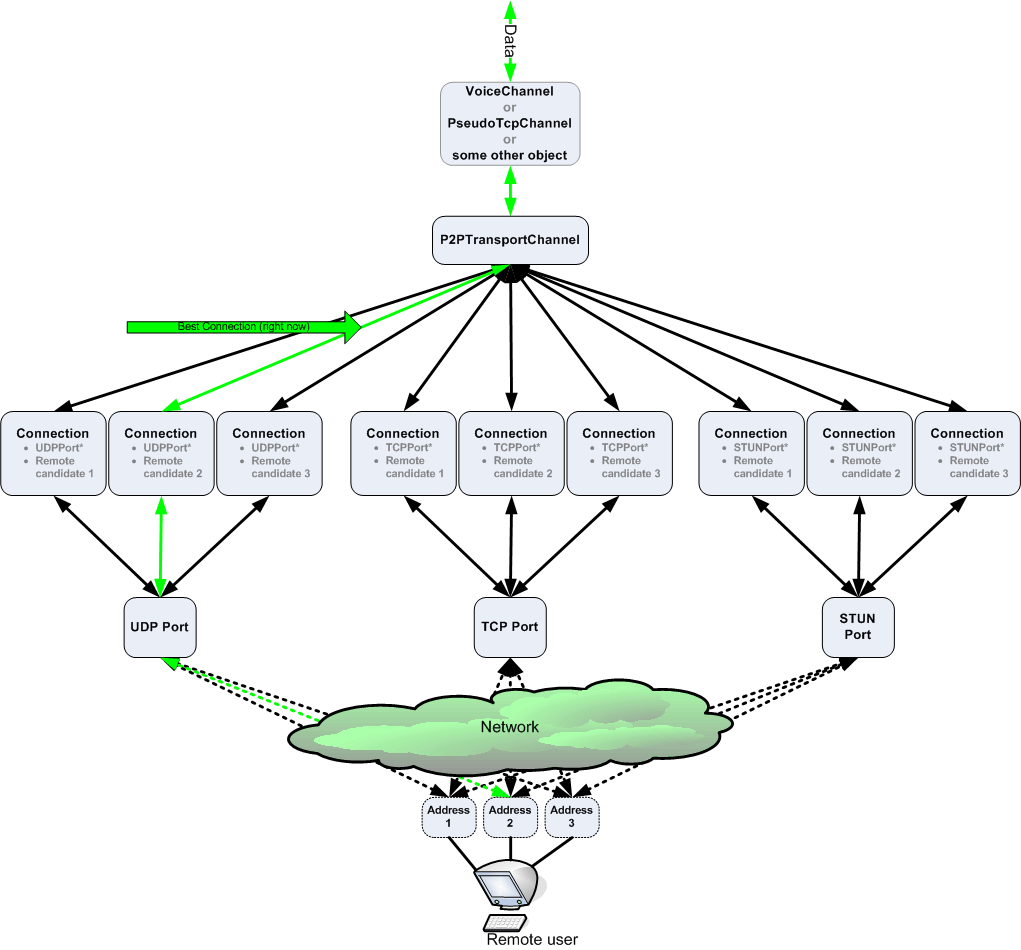 Data
VoiceChannel
or
PseudoTcpChannel
or
some other object
P2PTransportChannel
Best Connection (right now)
Connection
• UDPPort*
• Remote
candidate 1
Connection
• UDPPort*
• Remote
candidate 2
Connection
• UDPPort*
• Remote
candidate 3
Connection
• TCPPort*
• Remote
candidate 1
Connection
• TCPPort*
• Remote
candidate 2
Connection
• TCPPort*
• Remote
candidate 3
Connection
• STUNPort*
• Remote
candidate 1
Connection
• STUNPort*
• Remote
candidate 2
Connection
• STUNPort*
• Remote
candidate 3
UDP Port
TCP Port
STUN
Port
Network
Address
1
Address
2
Address
3
Remote user